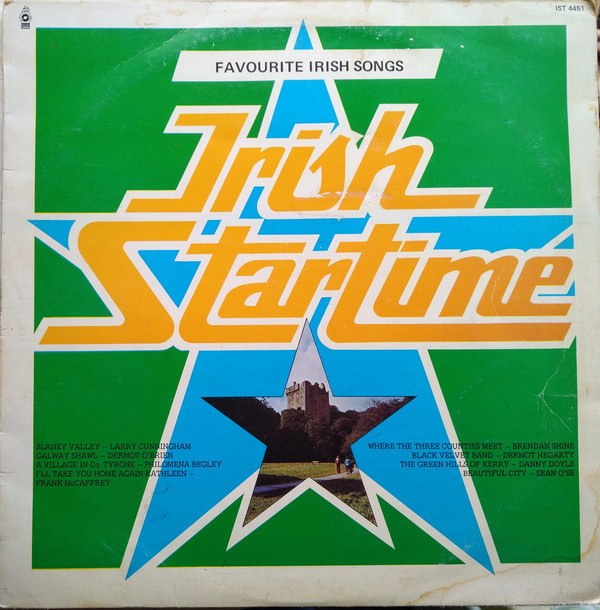 IST 4451
FAVOURITE IRISH SONGS
Irish
Startime
SLANEY VALLEY – LARRY CUNNINGHAM
GALWAY SHAWL – DERMOT O'BRIEN
A VILLAGE IN Co. TYRONE – PHILOMENA BEGLEY
I'LL TAKE YOU HOME AGAIN KATHLEEN –
FRANK McCAFFREY
WHERE THE THREE COUNTIES MEET – BRENDAN SHINE
BLACK VELVET BAND – DERMOT HEGARTY
THE GREEN HILLS OF KERRY – DANNY DOYLE
BEAUTIFUL CITY – SEAN O'SE